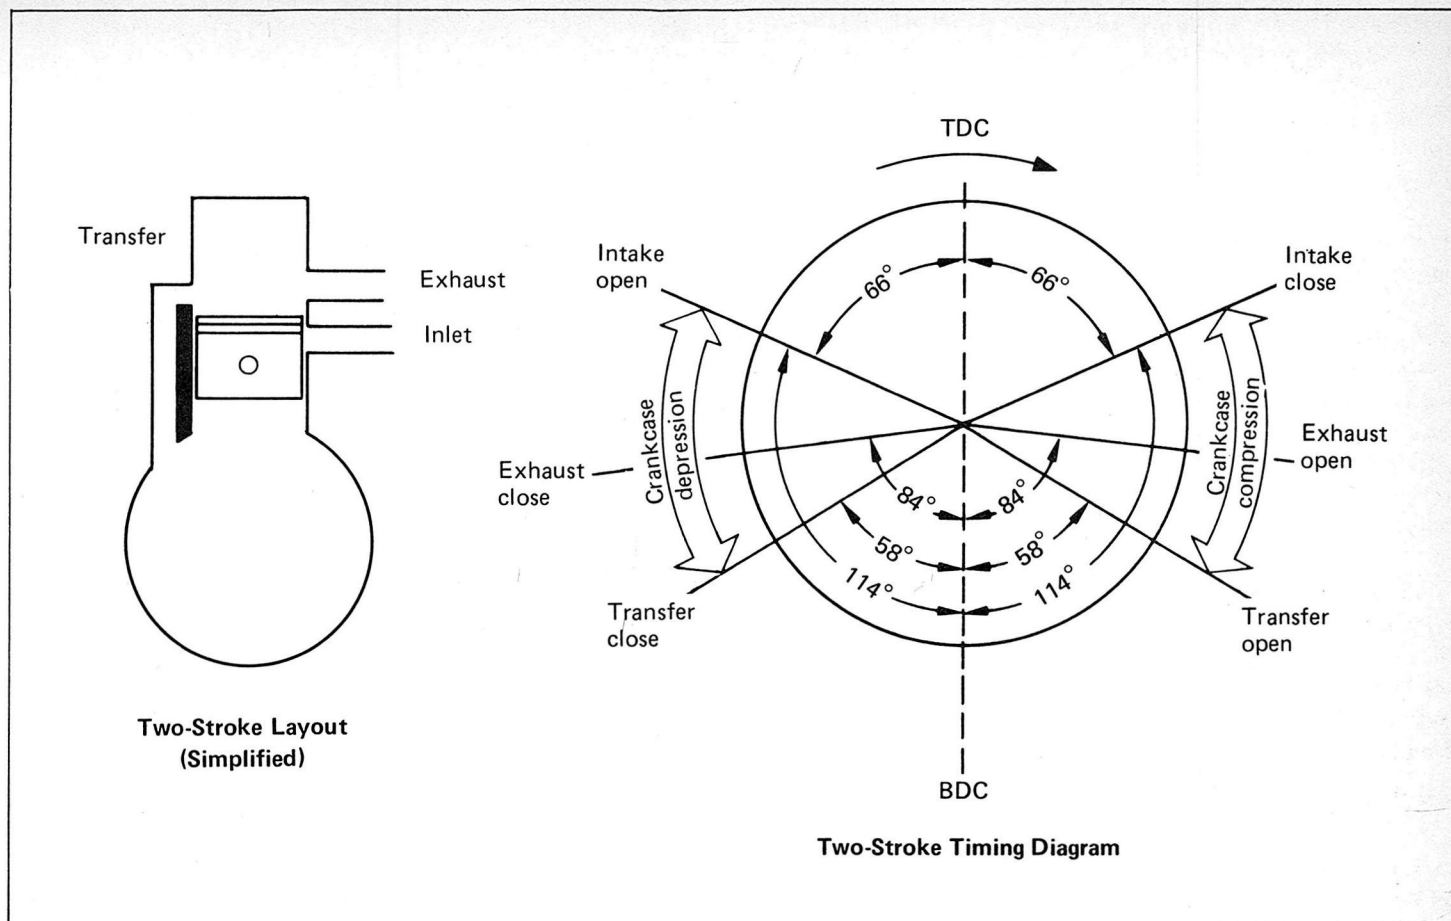 Transfer
Exhaust
Inlet
Two-Stroke Layout
(Simplified)
TDC
Intake
open
Intake
close
66°
66°
Crankcase
depression
Crankcase
compression
Exhaust
close
Exhaust
open
84°
84°
58°
58°
114°
114°
Transfer
close
Transfer
open
BDC
Two-Stroke Timing Diagram